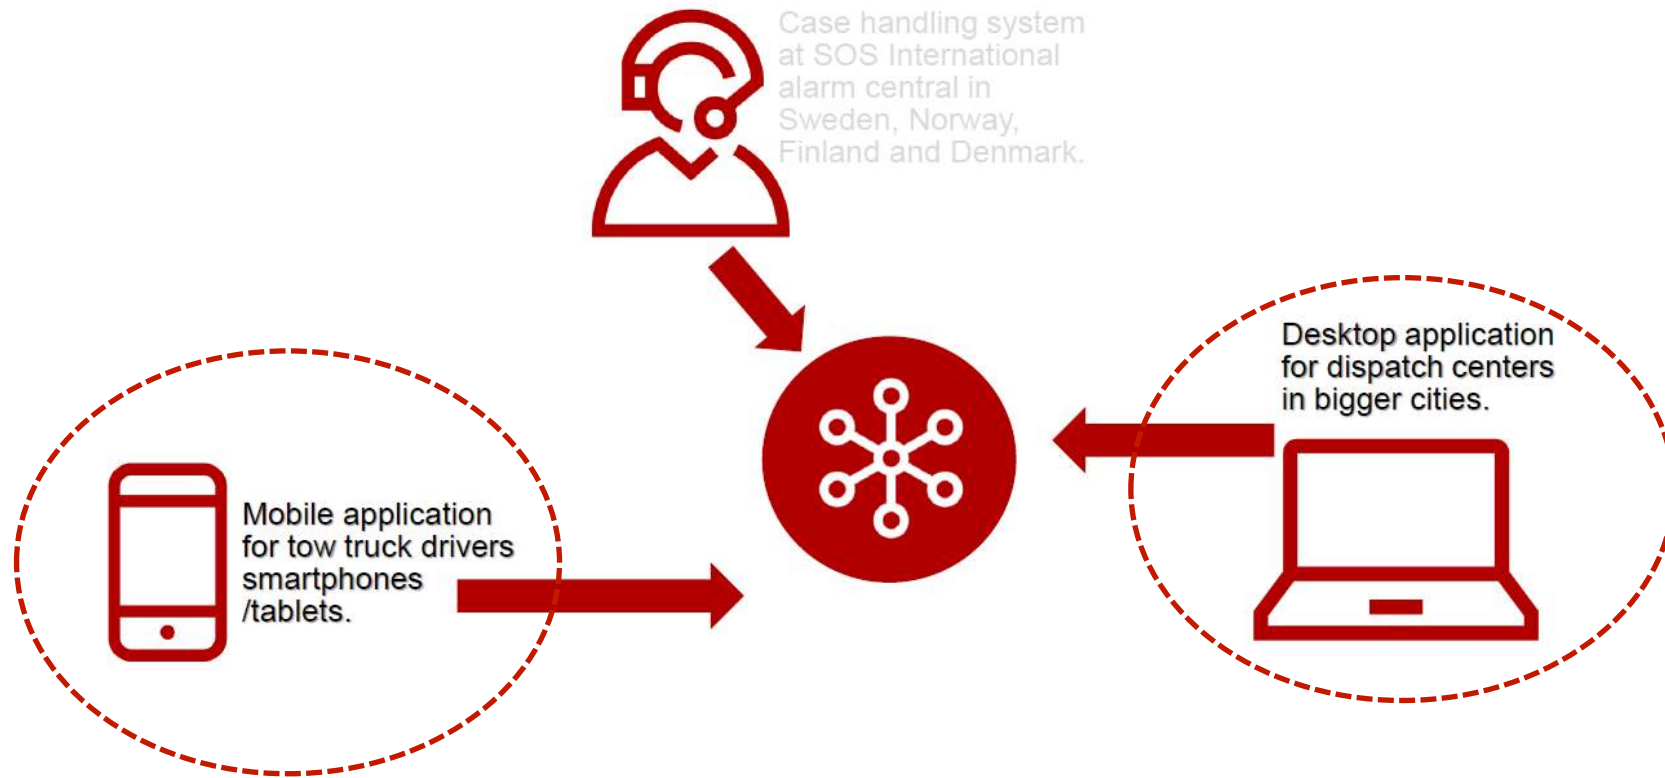 Case handling system
at SOS International
alarm central in
Sweden, Norway,
Finland and Denmark.
Desktop application
for dispatch centers
in bigger cities.
Mobile application
for tow truck drivers
smartphones
/tablets.